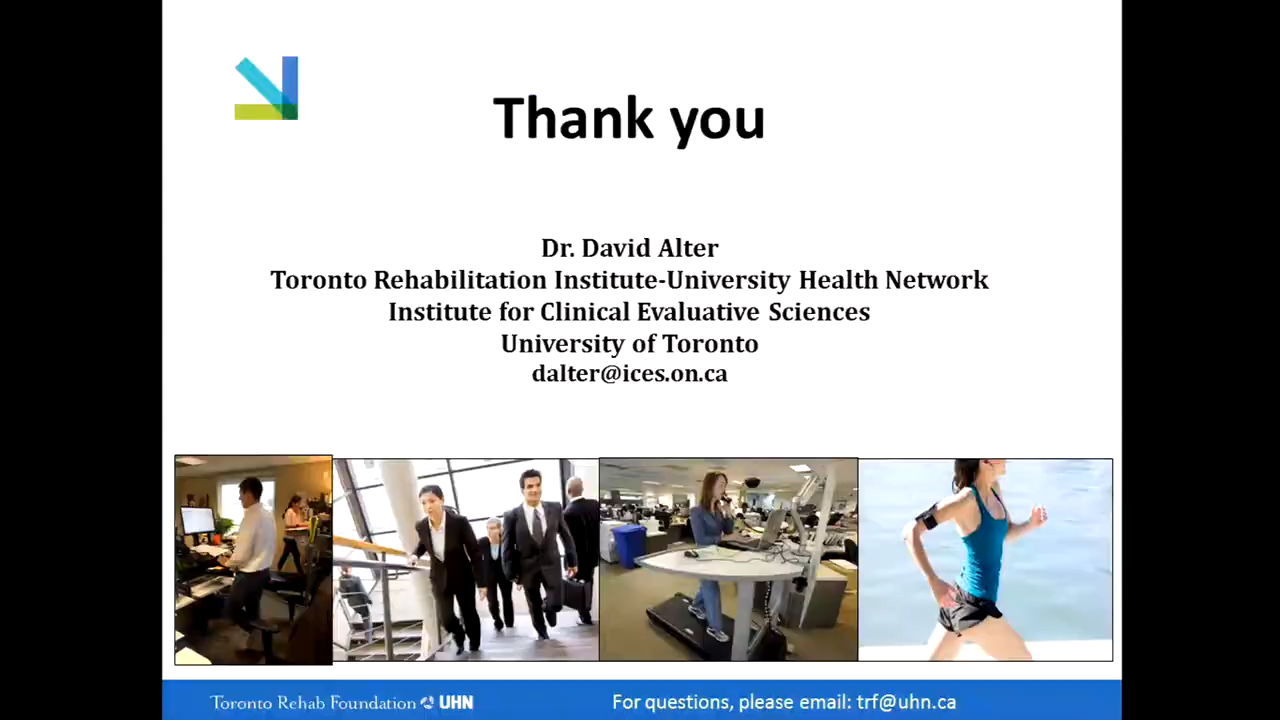 Thank you
Dr. David Alter
Toronto Rehabilitation Institute-University Health Network
Institute for Clinical Evaluative Sciences
University of Toronto
dalter@ices.on.ca
Toronto Rehab Foundation UHN
For questions, please email: trf@uhn.ca